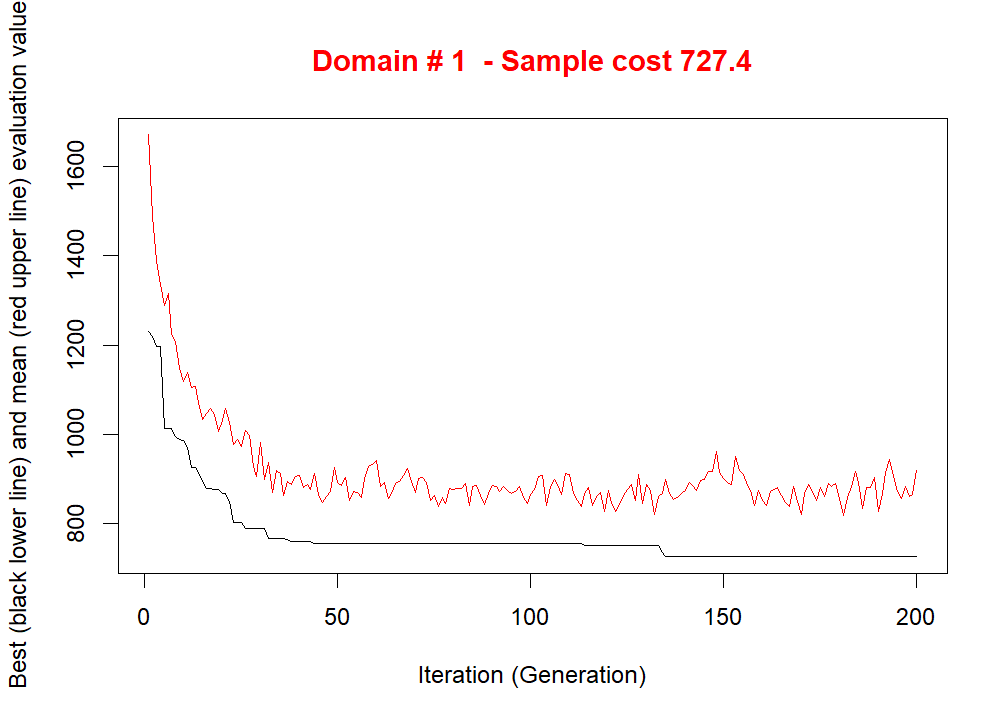 Domain # 1  - Sample cost 727.4
Best (black lower line) and mean (red upper line) evaluation value
1600
1400
1200
1000
800
0 50 100 150 200
Iteration (Generation)